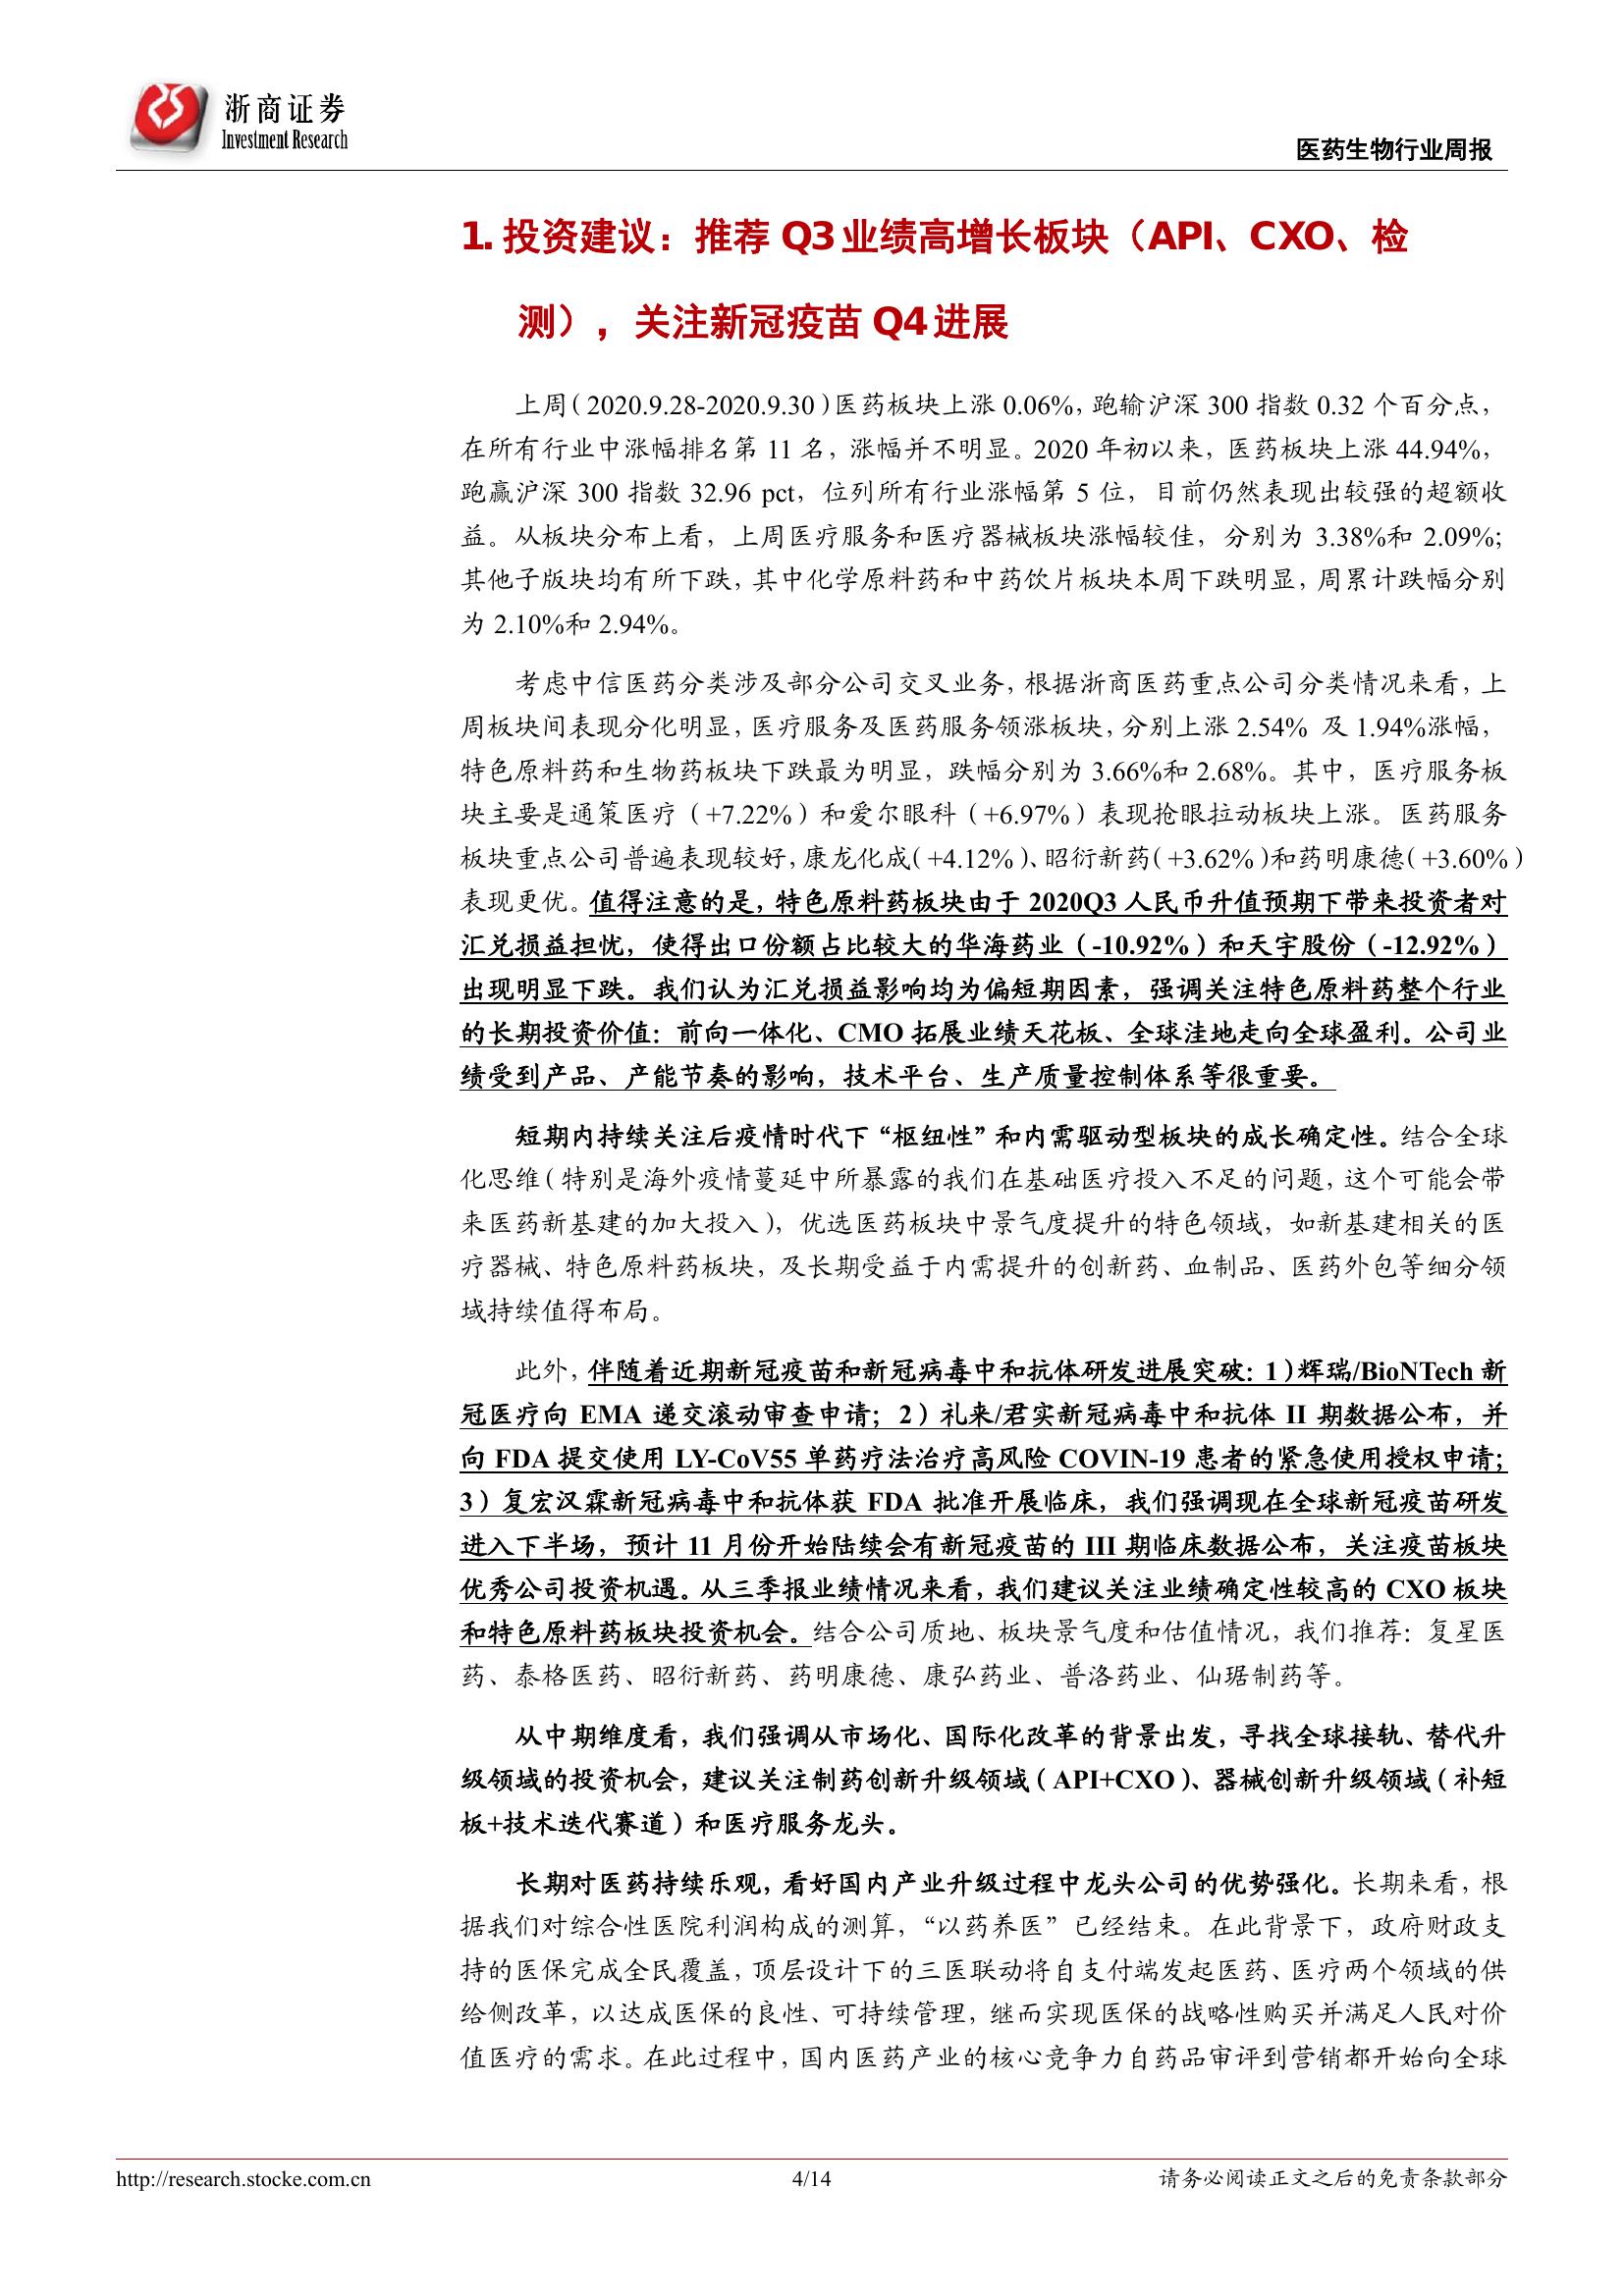 浙商证券
Investment Research
医药生物行业周报
1. 投资建议：推荐 Q3 业绩高增长板块（API、CXO、检
测），关注新冠疫苗 Q4 进展
上周（2020.9.28-2020.9.30）医药板块上涨 0.06%，跑输沪深 300 指数 0.32 个百分点，
在所有行业中涨幅排名第 11 名，涨幅并不明显。2020 年初以来，医药板块上涨 44.94%，
跑赢沪深 300 指数 32.96 pct，位列所有行业涨幅第 5 位，目前仍然表现出较强的超额收
益。从板块分布上看，上周医疗服务和医疗器械板块涨幅较佳，分别为 3.38%和 2.09%;
其他子版块均有所下跌，其中化学原料药和中药饮片板块本周下跌明显，周累计跌幅分别
为 2.10%和 2.94%。
考虑中信医药分类涉及部分公司交叉业务，根据浙商医药重点公司分类情况来看，上
周板块间表现分化明显，医疗服务及医药服务领涨板块，分别上涨 2.54% 及 1.94%涨幅，
特色原料药和生物药板块下跌最为明显，跌幅分别为 3.66%和 2.68%。其中，医疗服务板
块主要是通策医疗（+7.22%）和爱尔眼科（+6.97%）表现抢眼拉动板块上涨。医药服务
板块重点公司普遍表现较好，康龙化成（+4.12%）、昭衍新药（+3.62%）和药明康德（+3.60%）
表现更优。值得注意的是，特色原料药板块由于 2020Q3 人民币升值预期下带来投资者对
汇兑损益担忧，使得出口份额占比较大的华海药业（-10.92%）和天宇股份（-12.92%）
出现明显下跌。我们认为汇兑损益影响均为偏短期因素，强调关注特色原料药整个行业
的长期投资价值：前向一体化、CMO 拓展业绩天花板、全球洼地走向全球盈利。公司业
绩受到产品、产能节奏的影响，技术平台、生产质量控制体系等很重要。
短期内持续关注后疫情时代下“枢纽性”和内需驱动型板块的成长确定性。结合全球
化思维（特别是海外疫情蔓延中所暴露的我们在基础医疗投入不足的问题，这个可能会带
来医药新基建的加大投入），优选医药板块中景气度提升的特色领域，如新基建相关的医
疗器械、特色原料药板块，及长期受益于内需提升的创新药、血制品、医药外包等细分领
域持续值得布局。
此外，伴随着近期新冠疫苗和新冠病毒中和抗体研发进展突破：1）辉瑞/BioNTech 新
冠医疗向 EMA 递交滚动审查申请；2）礼来/君实新冠病毒中和抗体 II 期数据公布，并
向 FDA 提交使用 LY-CoV55 单药疗法治疗高风险 COVIN-19 患者的紧急使用授权申请；
3）复宏汉霖新冠病毒中和抗体获 FDA 批准开展临床，我们强调现在全球新冠疫苗研发
进入下半场，预计 11 月份开始陆续会有新冠疫苗的 III 期临床数据公布，关注疫苗板块
优秀公司投资机遇。从三季报业绩情况来看，我们建议关注业绩确定性较高的 CXO 板块
和特色原料药板块投资机会。结合公司质地、板块景气度和估值情况，我们推荐：复星医
药、泰格医药、昭衍新药、药明康德、康弘药业、普洛药业、仙琚制药等。
从中期维度看，我们强调从市场化、国际化改革的背景出发，寻找全球接轨、替代升
级领域的投资机会，建议关注制药创新升级领域（API+CXO）、器械创新升级领域（补短
板+技术迭代赛道）和医疗服务龙头。
长期对医药持续乐观，看好国内产业升级过程中龙头公司的优势强化。长期来看，根
据我们对综合性医院利润构成的测算，“以药养医”已经结束。在此背景下，政府财政支
持的医保完成全民覆盖，顶层设计下的三医联动将自支付端发起医药、医疗两个领域的供
给侧改革，以达成医保的良性、可持续管理，继而实现医保的战略性购买并满足人民对价
值医疗的需求。在此过程中，国内医药产业的核心竞争力自药品审评到营销都开始向全球
http://research.stocke.com.cn
4/14
请务必阅读正文之后的免责条款部分